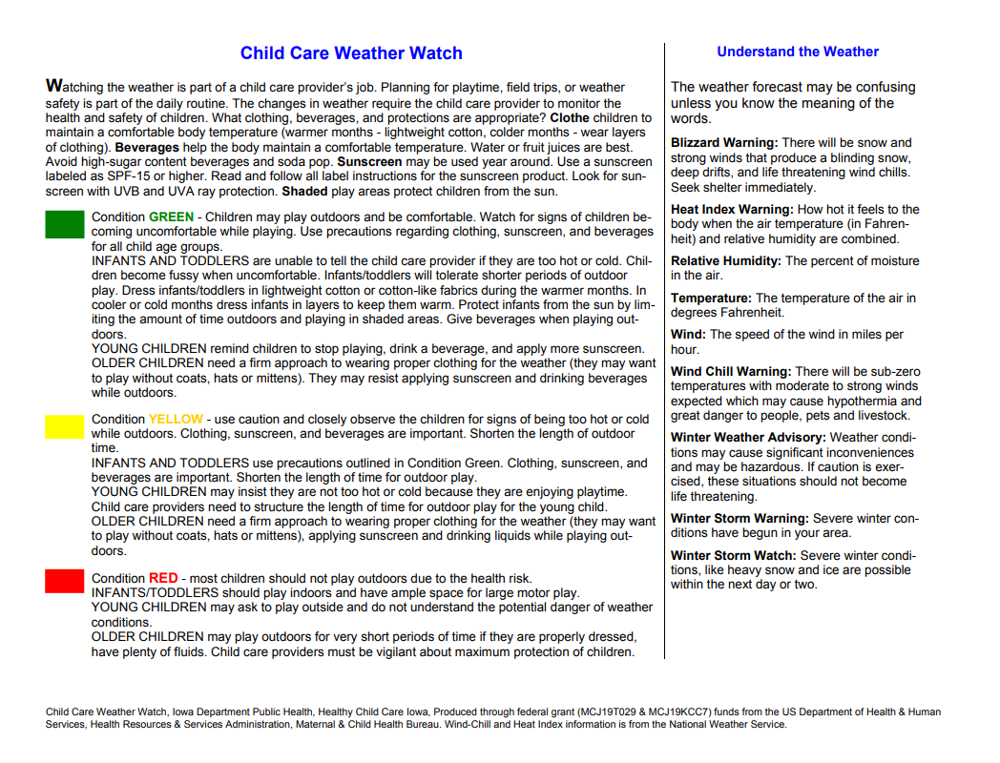 Child Care Weather Watch
Watching the weather is part of a child care provider's job. Planning for playtime, field trips, or weather
safety is part of the daily routine. The changes in weather require the child care provider to monitor the
health and safety of children. What clothing, beverages, and protections are appropriate? Clothe children to
maintain a comfortable body temperature (warmer months - lightweight cotton, colder months - wear layers
of clothing). Beverages help the body maintain a comfortable temperature. Water or fruit juices are best.
Avoid high-sugar content beverages and soda pop. Sunscreen may be used year around. Use a sunscreen
labeled as SPF-15 or higher. Read and follow all label instructions for the sunscreen product. Look for sun-
screen with UVB and UVA ray protection. Shaded play areas protect children from the sun.
Condition GREEN - Children may play outdoors and be comfortable. Watch for signs of children be-
coming uncomfortable while playing. Use precautions regarding clothing, sunscreen, and beverages
for all child age groups.
INFANTS AND TODDLERS are unable to tell the child care provider if they are too hot or cold. Chil-
dren become fussy when uncomfortable. Infants/toddlers will tolerate shorter periods of outdoor
play. Dress infants/toddlers in lightweight cotton or cotton-like fabrics during the warmer months. In
cooler or cold months dress infants in layers to keep them warm. Protect infants from the sun by lim-
iting the amount of time outdoors and playing in shaded areas. Give beverages when playing out-
doors.
YOUNG CHILDREN remind children to stop playing, drink a beverage, and apply more sunscreen.
OLDER CHILDREN need a firm approach to wearing proper clothing for the weather (they may want
to play without coats, hats or mittens). They may resist applying sunscreen and drinking beverages
while outdoors.
Condition YELLOW - use caution and closely observe the children for signs of being too hot or cold
while outdoors. Clothing, sunscreen, and beverages are important. Shorten the length of outdoor
time.
INFANTS AND TODDLERS use precautions outlined in Condition Green. Clothing, sunscreen, and
beverages are important. Shorten the length of time for outdoor play.
YOUNG CHILDREN may insist they are not too hot or cold because they are enjoying playtime.
Child care providers need to structure the length of time for outdoor play for the young child.
OLDER CHILDREN need a firm approach to wearing proper clothing for the weather (they may want
to play without coats, hats or mittens), applying sunscreen and drinking liquids while playing out-
doors.
Condition RED - most children should not play outdoors due to the health risk.
INFANTS/TODDLERS should play indoors and have ample space for large motor play.
YOUNG CHILDREN may ask to play outside and do not understand the potential danger of weather
conditions.
OLDER CHILDREN may play outdoors for very short periods of time if they are properly dressed,
have plenty of fluids. Child care providers must be vigilant about maximum protection of children.
Understand the Weather
The weather forecast may be confusing
unless you know the meaning of the
words.
Blizzard Warning: There will be snow and
strong winds that produce a blinding snow,
deep drifts, and life threatening wind chills.
Seek shelter immediately.
Heat Index Warning: How hot it feels to the
body when the air temperature (in Fahren-
heit) and relative humidity are combined.
Relative Humidity: The percent of moisture
in the air.
Temperature: The temperature of the air in
degrees Fahrenheit.
Wind: The speed of the wind in miles per
hour.
Wind Chill Warning: There will be sub-zero
temperatures with moderate to strong winds
expected which may cause hypothermia and
great danger to people, pets and livestock.
Winter Weather Advisory: Weather condi-
tions may cause significant inconveniences
and may be hazardous. If caution is exer-
cised, these situations should not become
life threatening.
Winter Storm Warning: Severe winter con-
ditions have begun in your area.
Winter Storm Watch: Severe winter condi-
tions, like heavy snow and ice are possible
within the next day or two.
Child Care Weather Watch, Iowa Department Public Health, Healthy Child Care Iowa, Produced through federal grant (MCJ19T029 & MCJ19KCC7) funds from the US Department of Health & Human
Services, Health Resources & Services Administration, Maternal & Child Health Bureau. Wind-Chill and Heat Index information is from the National Weather Service.